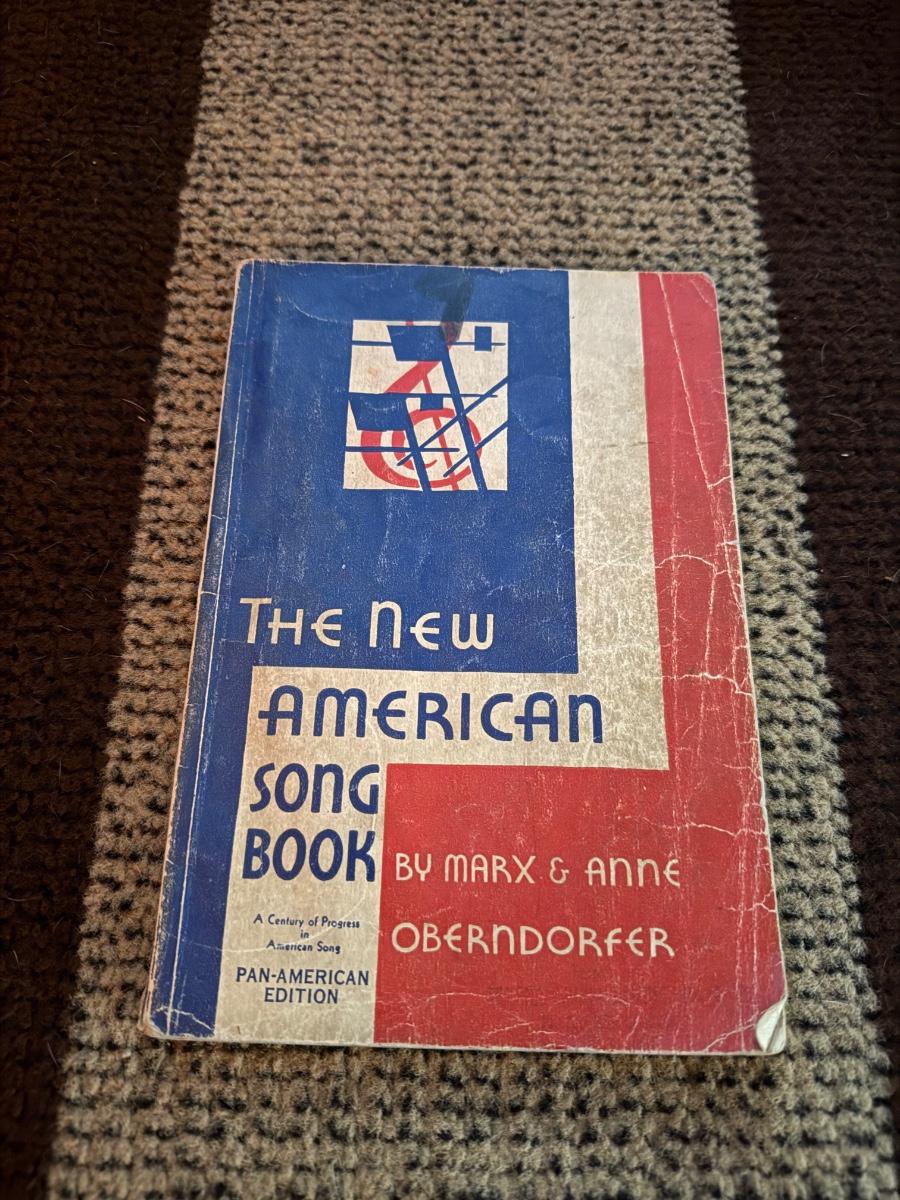 THE NEW
AMERICAN
SONG
BOOK
BY MARX & ANNE
OBERNDORFER
A Century of Progress
in
American Song
PAN-AMERICAN
EDITION